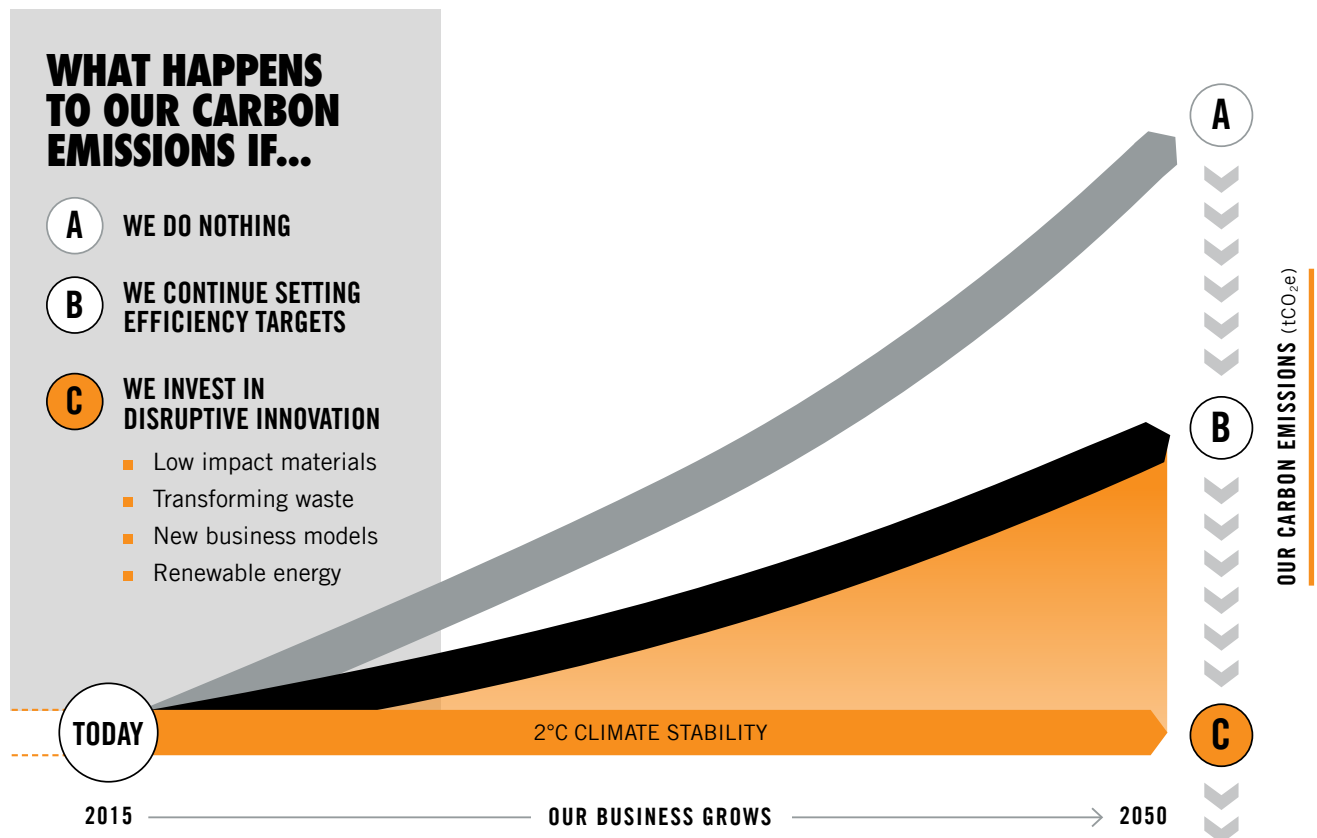 WHAT HAPPENS
TO OUR CARBON
EMISSIONS IF...
A
WE DO NOTHING
B
WE CONTINUE SETTING
EFFICIENCY TARGETS
C
WE INVEST IN
DISRUPTIVE INNOVATION
Low impact materials
Transforming waste
New business models
Renewable energy
A
B
C
OUR CARBON EMISSIONS (tCO₂e)
TODAY
2°C CLIMATE STABILITY
2015
OUR BUSINESS GROWS
2050